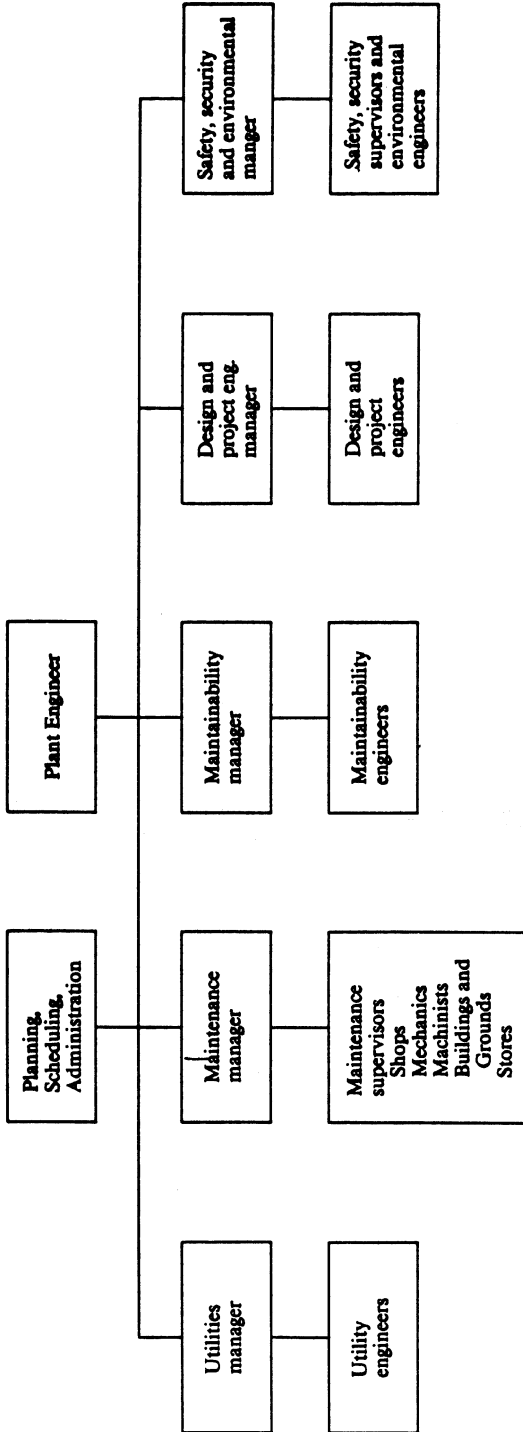 Planning,
Scheduling,
Administration
Plant Engineer
Utilities
manager
Maintenance
manager
Maintainability
manager
Design and
project eng.
manager
Safety, security
and environmental
manger
Utility
engineers
Maintenance
supervisors
Shops
Mechanics
Machinists
Buildings and
Grounds
Stores
Maintainability
engineers
Design and
project
engineers
Safety, security
supervisors and
environmental
engineers